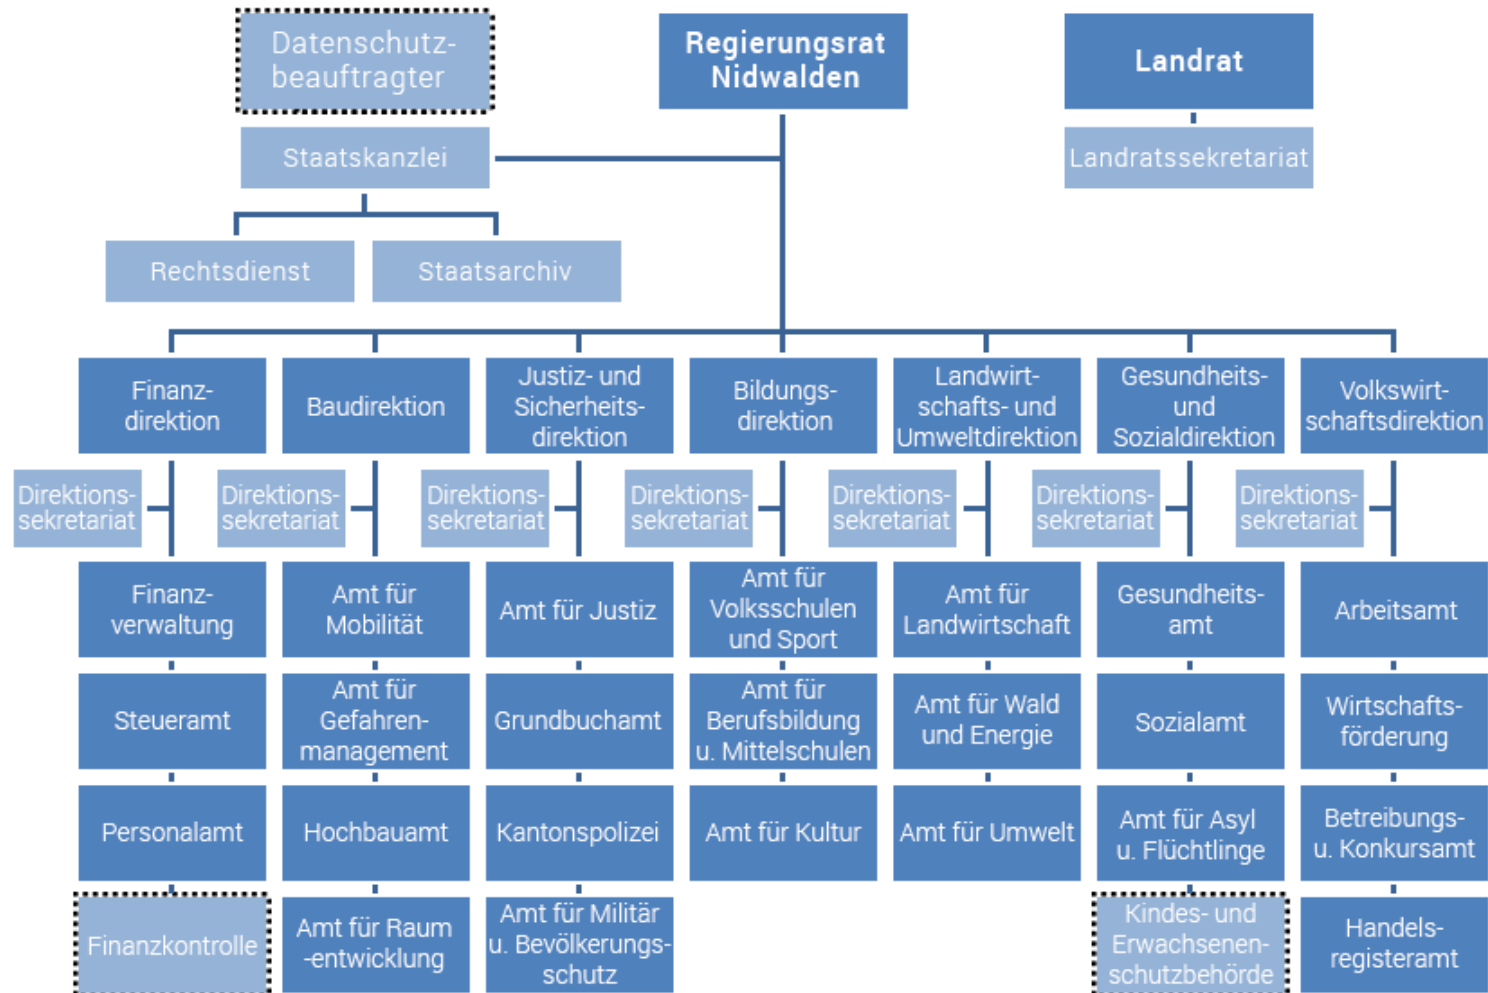 Datenschutz-
beauftragter
Regierungsrat
Nidwalden
Landrat
Staatskanzlei
Landratssekretariat
Rechtsdienst
Staatsarchiv
Finanz-
direktion
Baudirektion
Justiz- und
Sicherheits-
direktion
Bildungs-
direktion
Landwirt-
schafts- und
Umweltdirektion
Gesundheits-
und
Sozialdirektion
Volkswirt-
schaftsdirektion
Direktions-
sekretariat
Direktions-
sekretariat
Direktions-
sekretariat
Direktions-
sekretariat
Direktions-
sekretariat
Direktions-
sekretariat
Direktions-
sekretariat
Finanz-
verwaltung
Amt für
Mobilität
Amt für Justiz
Amt für
Volksschulen
und Sport
Amt für
Landwirtschaft
Gesundheits-
amt
Arbeitsamt
Steueramt
Amt für
Gefahren-
management
Grundbuchamt
Amt für
Berufsbildung
u. Mittelschulen
Amt für Wald
und Energie
Sozialamt
Wirtschafts-
förderung
Personalamt
Hochbauamt
Kantonspolizei
Amt für Kultur
Amt für Umwelt
Amt für Asyl
u. Flüchtlinge
Betreibungs-
u. Konkursamt
Finanzkontrolle
Amt für Raum
-entwicklung
Amt für Militär
u. Bevölkerungs-
schutz
Kindes- und
Erwachsenen-
schutzbehörde
Handels-
registeramt